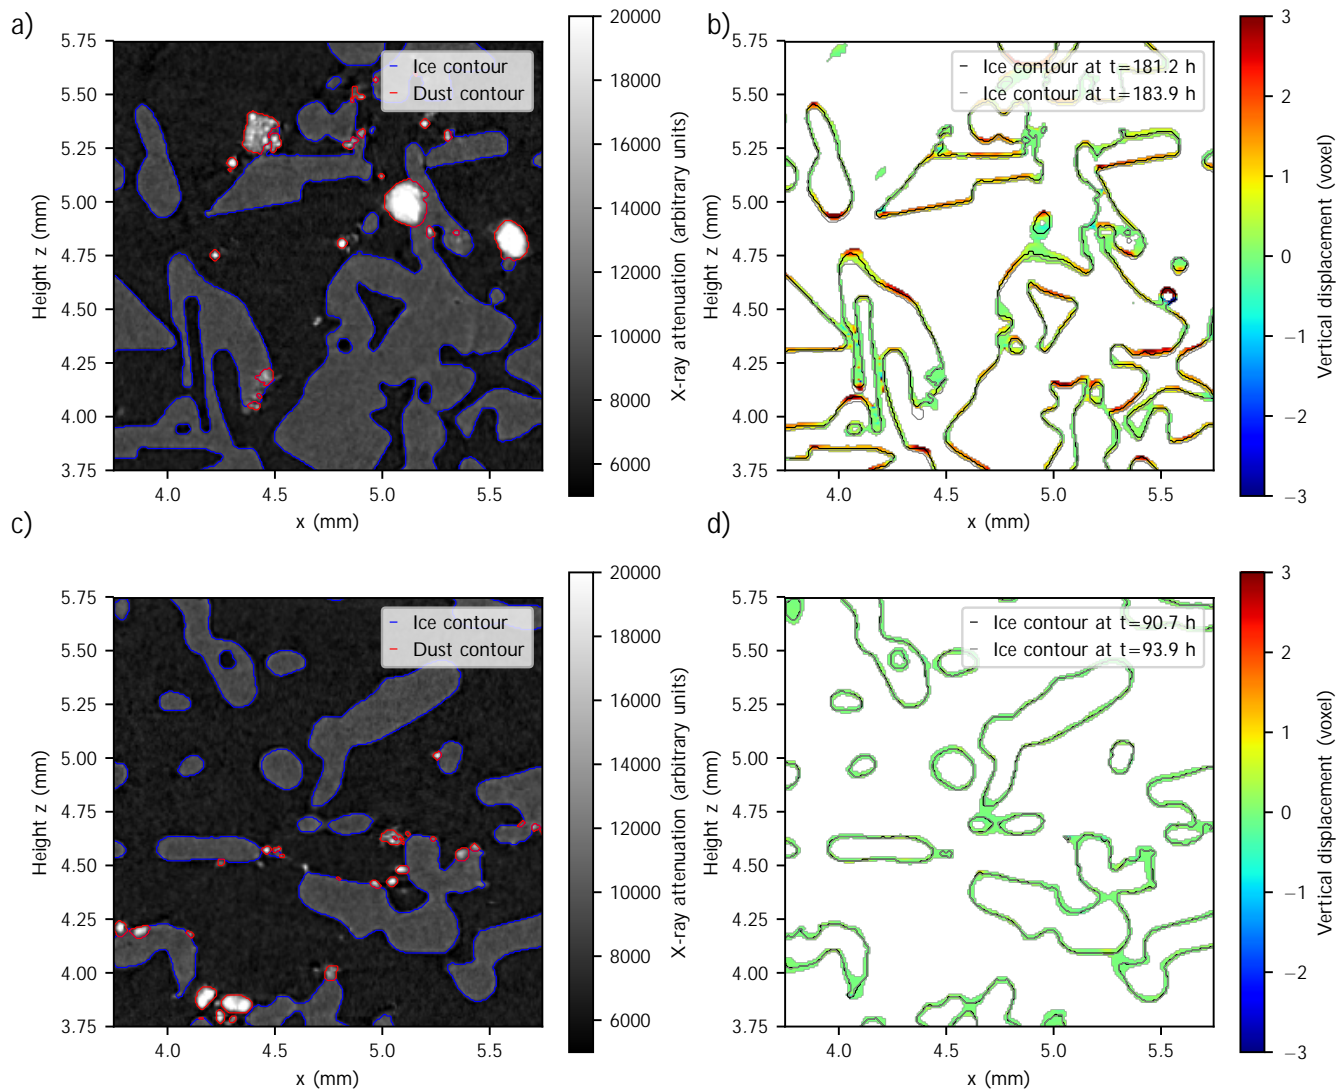 a)
5.75
5.50
5.25
5.00
4.75
4.50
4.25
4.00
3.75
Height z (mm)
4.0 4.5 5.0 5.5
x (mm)
Ice contour
Dust contour
20000
18000
16000
14000
12000
10000
8000
6000
X-ray attenuation (arbitrary units)
b)
5.75
5.50
5.25
5.00
4.75
4.50
4.25
4.00
3.75
Height z (mm)
4.0 4.5 5.0 5.5
x (mm)
Ice contour at t=181.2 h
Ice contour at t=183.9 h
3
2
1
0
−1
−2
−3
Vertical displacement (voxel)
c)
5.75
5.50
5.25
5.00
4.75
4.50
4.25
4.00
3.75
Height z (mm)
4.0 4.5 5.0 5.5
x (mm)
Ice contour
Dust contour
20000
18000
16000
14000
12000
10000
8000
6000
X-ray attenuation (arbitrary units)
d)
5.75
5.50
5.25
5.00
4.75
4.50
4.25
4.00
3.75
Height z (mm)
4.0 4.5 5.0 5.5
x (mm)
Ice contour at t=90.7 h
Ice contour at t=93.9 h
3
2
1
0
−1
−2
−3
Vertical displacement (voxel)